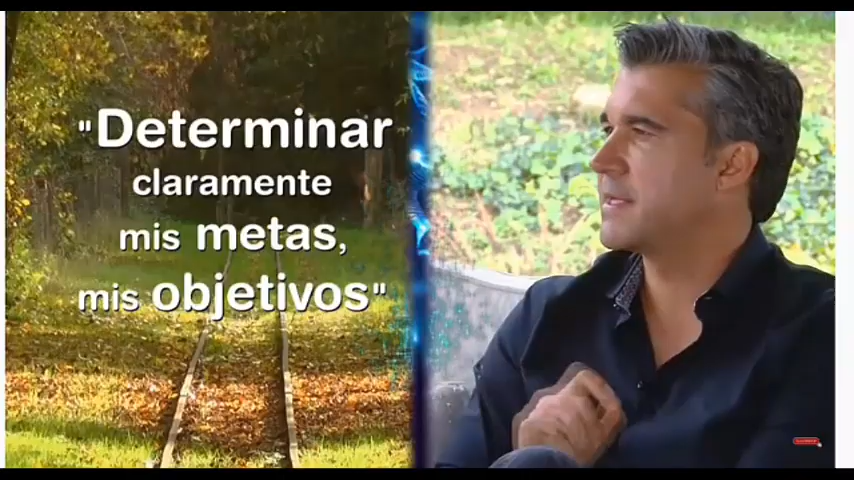 "Determinar
claramente
mis metas,
mis objetivos"